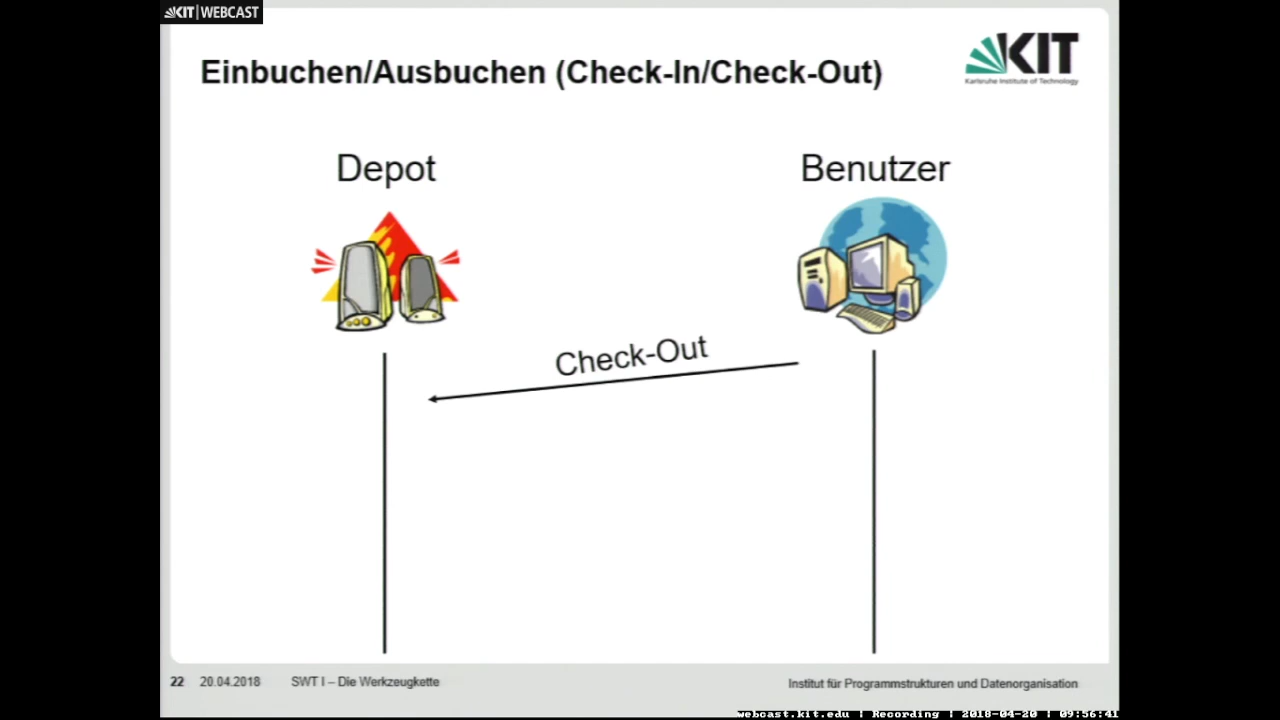 KIT | WEBCAST
Einbuchen/Ausbuchen (Check-In/Check-Out)
KIT
Karlsruhe Institute of Technology
Depot
Benutzer
Check-Out
22 20.04.2018 SWT I – Die Werkzeugkette
Institut für Programmstrukturen und Datenorganisation
webcast.kit.edu | Recording | 2018-04-20 | 09:56:41